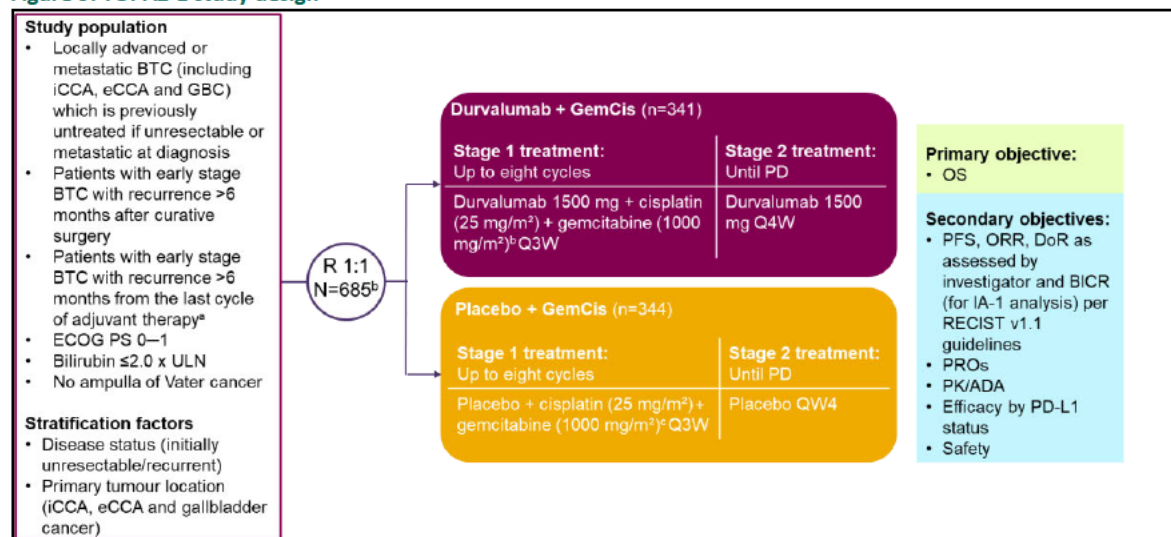 Study population
• Locally advanced or
metastatic BTC (including
iCCA, eCCA and GBC)
which is previously
untreated if unresectable or
metastatic at diagnosis
• Patients with early stage
BTC with recurrence >6
months after curative
surgery
• Patients with early stage
BTC with recurrence >6
months from the last cycle
of adjuvant therapyᵃ
• ECOG PS 0–1
• Bilirubin ≤2.0 x ULN
• No ampulla of Vater cancer
Stratification factors
• Disease status (initially
unresectable/recurrent)
• Primary tumour location
(iCCA, eCCA and gallbladder
cancer)
R 1:1
N=685ᵇ
Durvalumab + GemCis (n=341)
Stage 1 treatment:
Up to eight cycles
Stage 2 treatment:
Until PD
Durvalumab 1500 mg + cisplatin
(25 mg/m²) + gemcitabine (1000
mg/m²)ᵇ Q3W
Durvalumab 1500
mg Q4W
Placebo + GemCis (n=344)
Stage 1 treatment:
Up to eight cycles
Stage 2 treatment:
Until PD
Placebo + cisplatin (25 mg/m²) +
gemcitabine (1000 mg/m²)ᶜ Q3W
Placebo QW4
Primary objective:
• OS
Secondary objectives:
• PFS, ORR, DoR as
assessed by
investigator and BICR
(for IA-1 analysis) per
RECIST v1.1
guidelines
• PROs
• PK/ADA
• Efficacy by PD-L1
status
• Safety